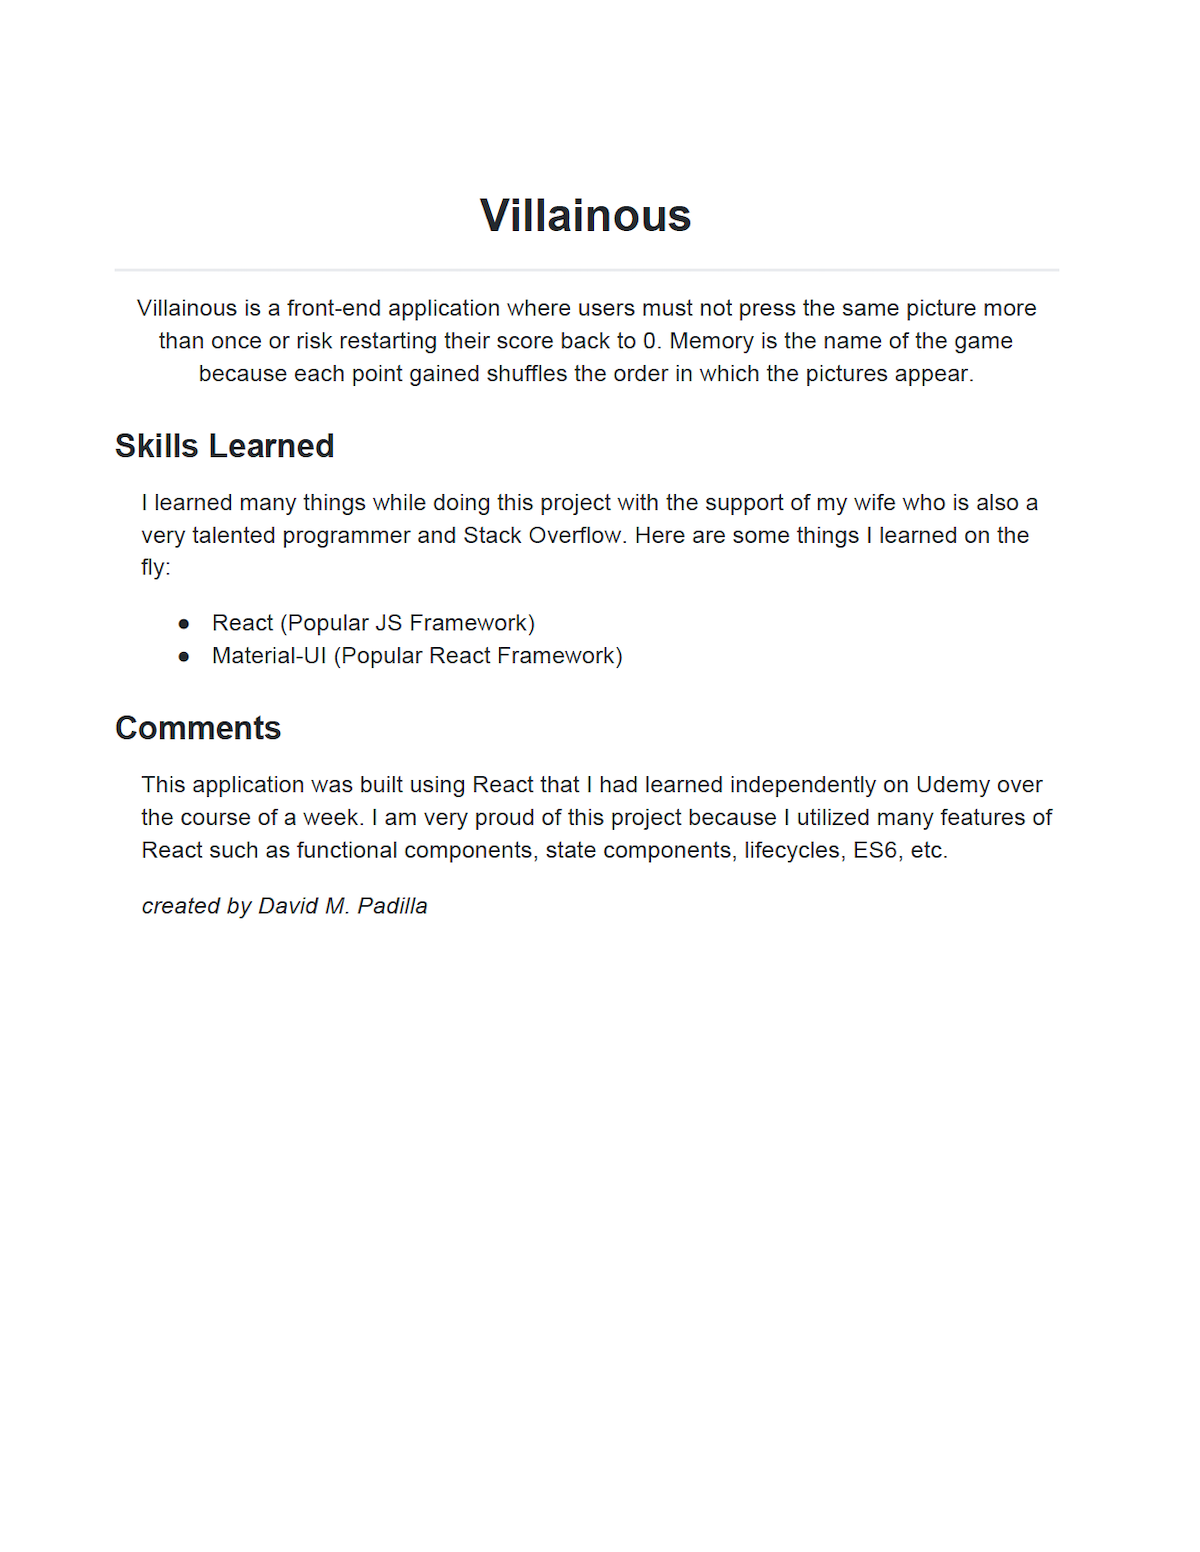 Villainous
Villainous is a front-end application where users must not press the same picture more
than once or risk restarting their score back to 0. Memory is the name of the game
because each point gained shuffles the order in which the pictures appear.
Skills Learned
I learned many things while doing this project with the support of my wife who is also a
very talented programmer and Stack Overflow. Here are some things I learned on the
fly:
● React (Popular JS Framework)
● Material-UI (Popular React Framework)
Comments
This application was built using React that I had learned independently on Udemy over
the course of a week. I am very proud of this project because I utilized many features of
React such as functional components, state components, lifecycles, ES6, etc.
created by David M. Padilla